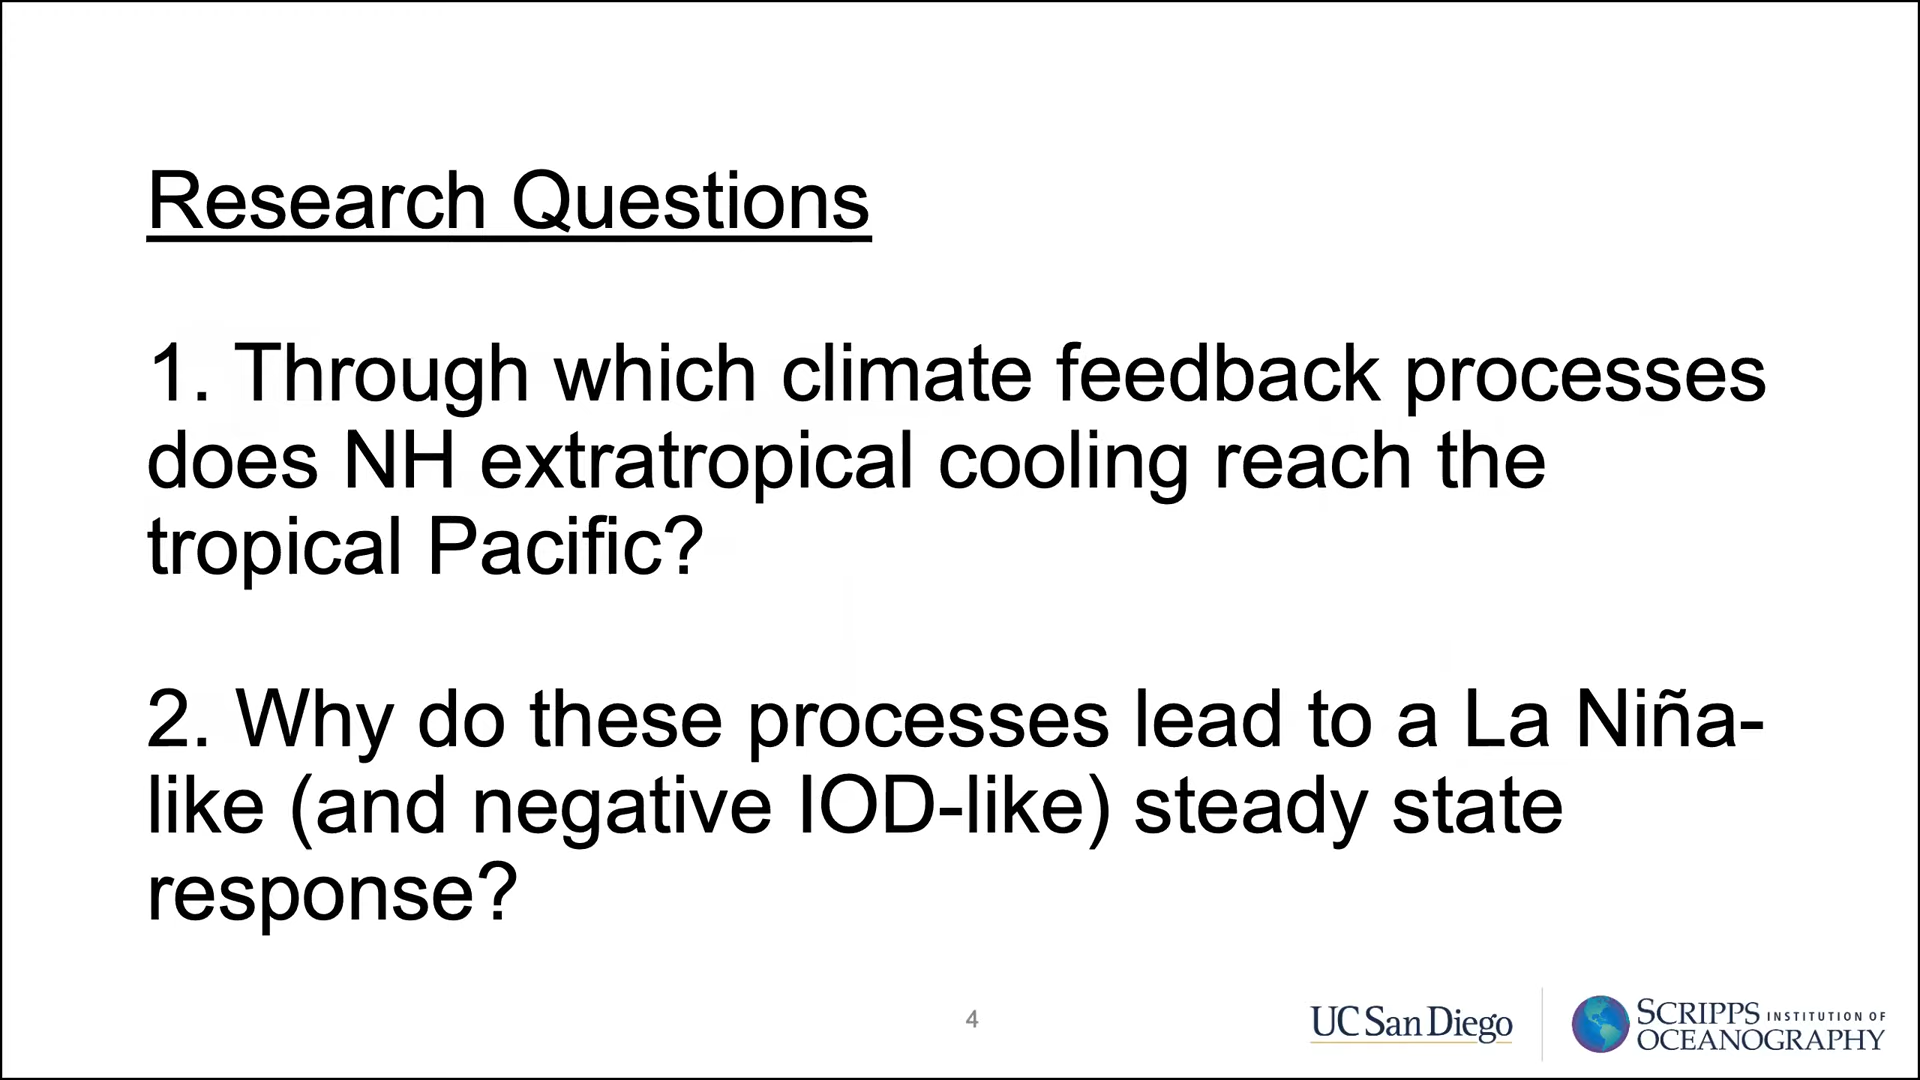 Research Questions
1. Through which climate feedback processes
does NH extratropical cooling reach the
tropical Pacific?
2. Why do these processes lead to a La Niña-
like (and negative IOD-like) steady state
response?
4
UC San Diego
SCRIPPS INSTITUTION OF
OCEANOGRAPHY